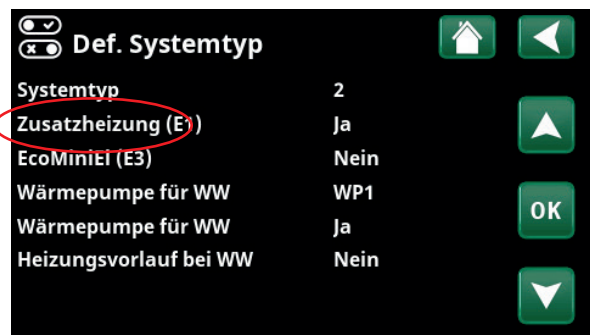 Def. Systemtyp
Systemtyp 2
Zusatzheizung (E1) Ja
EcoMiniEl (E3) Nein
Wärmepumpe für WW WP1
Wärmepumpe für WW Ja
OK
Heizungsvorlauf bei WW Nein